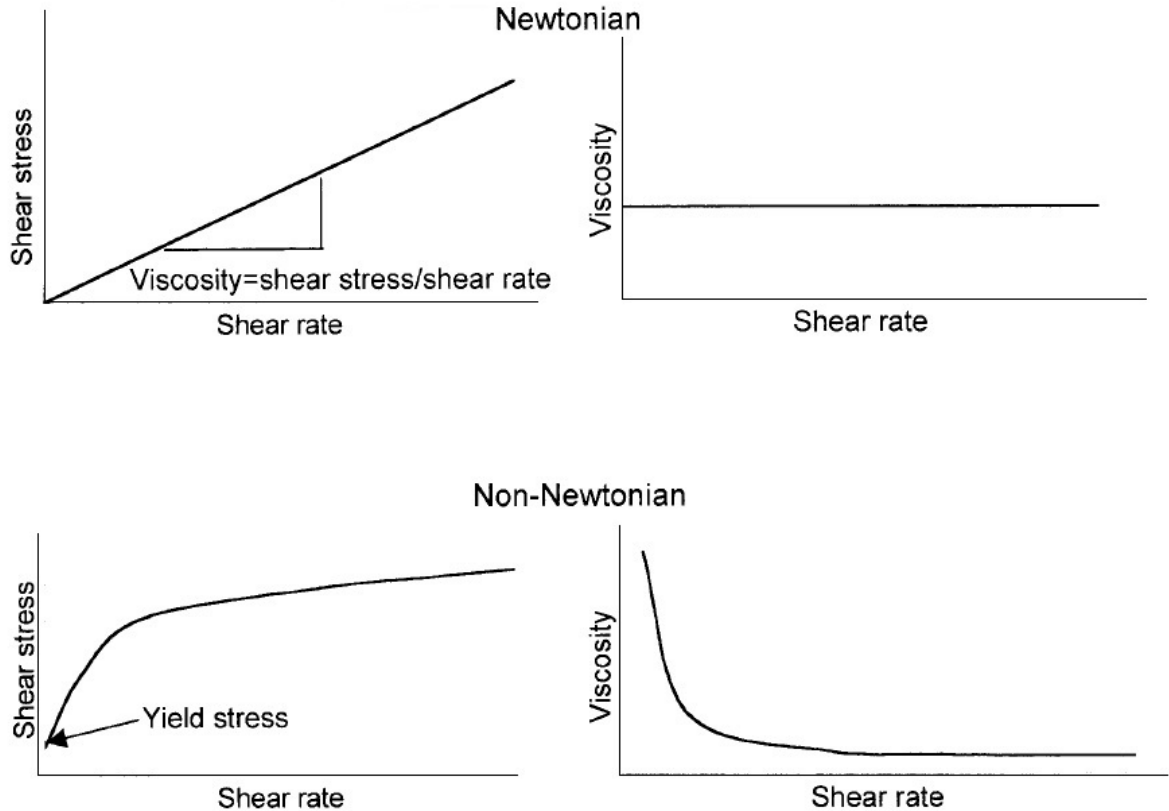 Newtonian
Shear stress
Viscosity=shear stress/shear rate
Shear rate
Viscosity
Shear rate
Non-Newtonian
Shear stress
Yield stress
Shear rate
Viscosity
Shear rate